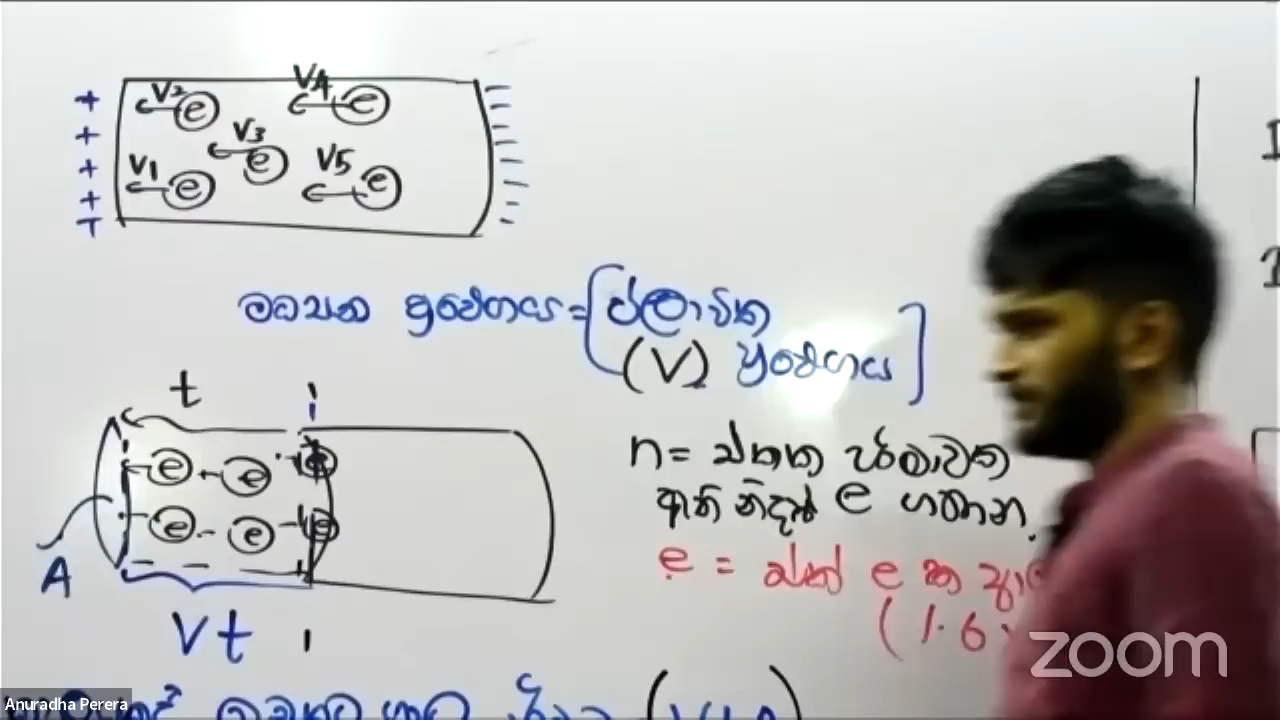 V2 e
V4 e
V3 e
V1 e
V5 e
මධ්‍යන ප්‍රවේගය = [ප්ලාවිත
(V) ප්‍රවේගය]
t
n = ඒකක පරිමාවක
ඇති නිදහස් e ගණන.
e e
e e
A
e = එක් e ක
(1.6
Vt
zoom
Anuradha Perera